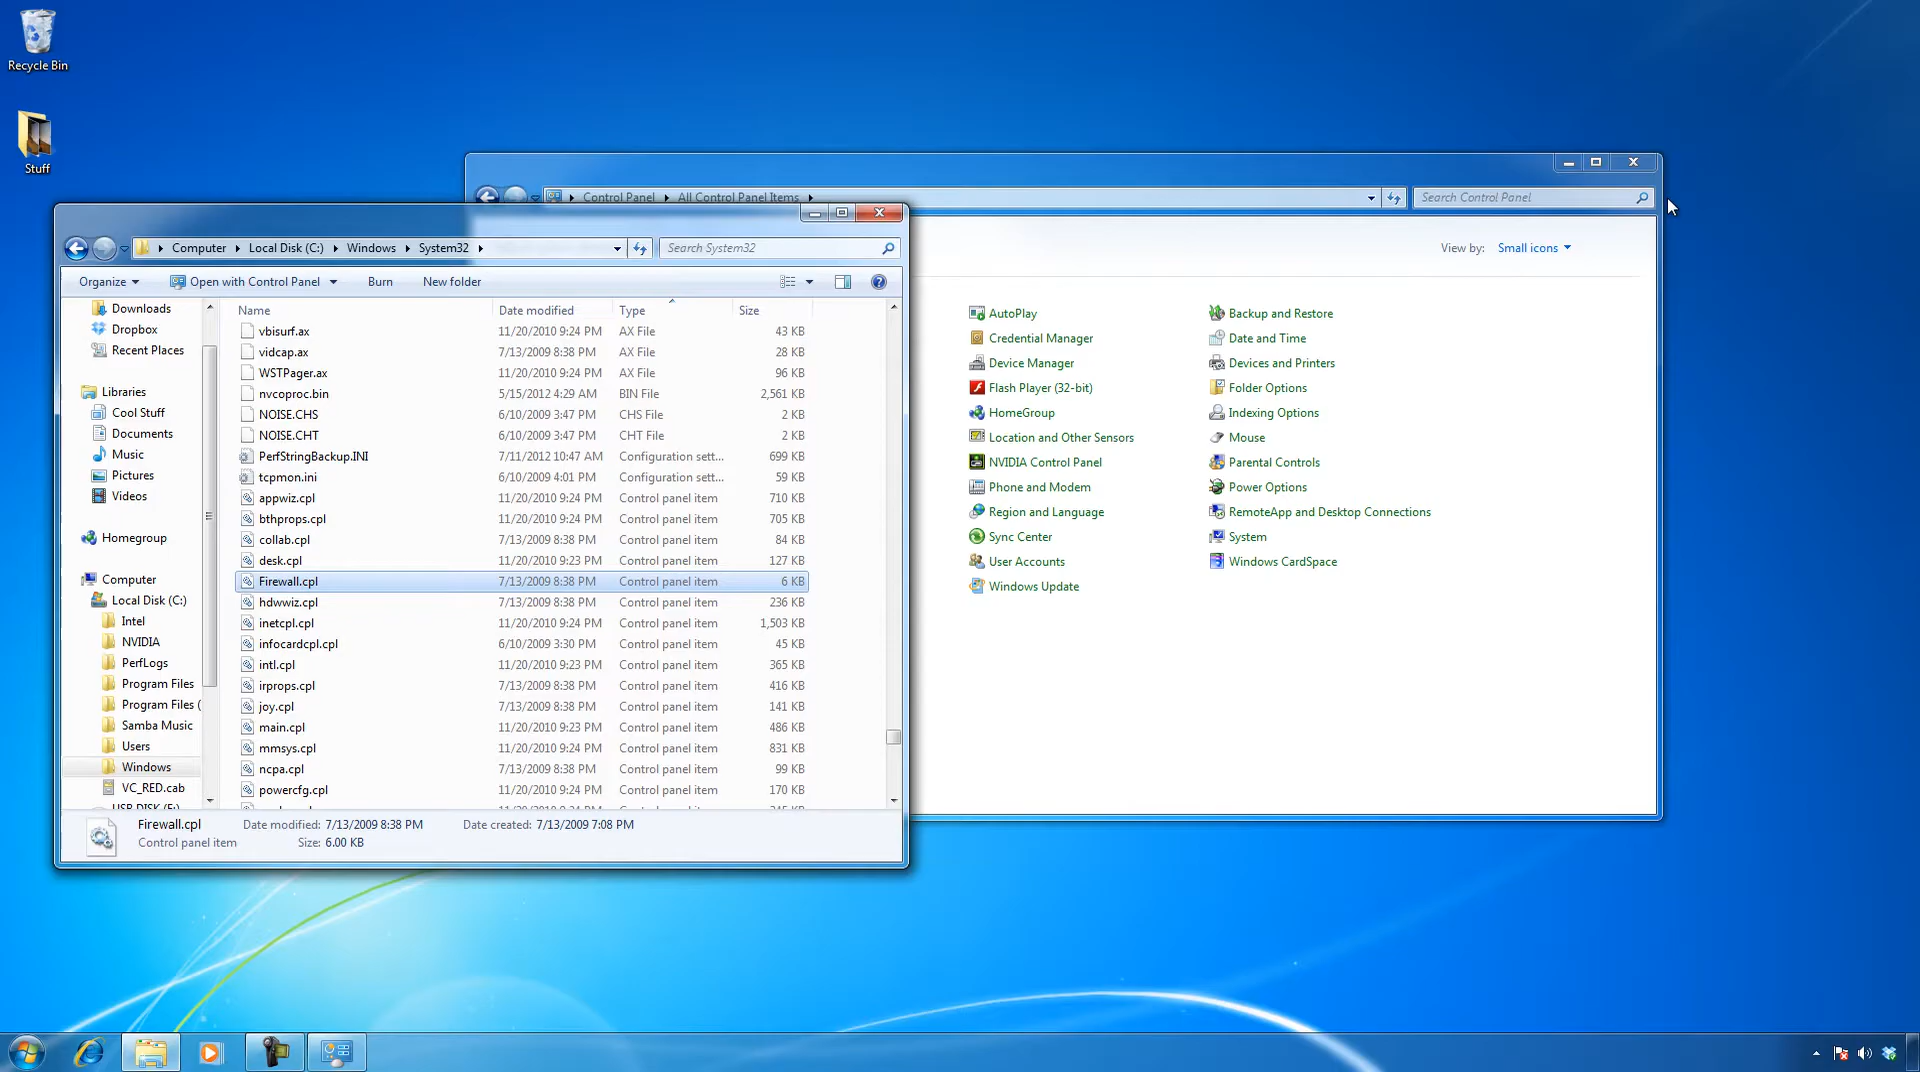 Recycle Bin
Stuff
Control Panel
All Control Panel Items
Search Control Panel
View by:
Small icons
AutoPlay
Backup and Restore
Credential Manager
Date and Time
Device Manager
Devices and Printers
Flash Player (32-bit)
Folder Options
HomeGroup
Indexing Options
Location and Other Sensors
Mouse
NVIDIA Control Panel
Parental Controls
Phone and Modem
Power Options
Region and Language
RemoteApp and Desktop Connections
Sync Center
System
User Accounts
Windows CardSpace
Windows Update
Computer
Local Disk (C:)
Windows
System32
Search System32
Organize
Open with Control Panel
Burn
New folder
Downloads
Dropbox
Recent Places
Libraries
Cool Stuff
Documents
Music
Pictures
Videos
Homegroup
Computer
Local Disk (C:)
Intel
NVIDIA
PerfLogs
Program Files
Program Files (
Samba Music
Users
Windows
VC_RED.cab
Name Date modified Type Size
vbisurf.ax 11/20/2010 9:24 PM AX File 43 KB
vidcap.ax 7/13/2009 8:38 PM AX File 28 KB
WSTPager.ax 11/20/2010 9:24 PM AX File 96 KB
nvcoproc.bin 5/15/2012 4:29 AM BIN File 2,561 KB
NOISE.CHS 6/10/2009 3:47 PM CHS File 2 KB
NOISE.CHT 6/10/2009 3:47 PM CHT File 2 KB
PerfStringBackup.INI 7/11/2012 10:47 AM Configuration sett... 699 KB
tcpmon.ini 6/10/2009 4:01 PM Configuration sett... 59 KB
appwiz.cpl 11/20/2010 9:24 PM Control panel item 710 KB
bthprops.cpl 11/20/2010 9:24 PM Control panel item 705 KB
collab.cpl 7/13/2009 8:38 PM Control panel item 84 KB
desk.cpl 11/20/2010 9:23 PM Control panel item 127 KB
Firewall.cpl 7/13/2009 8:38 PM Control panel item 6 KB
hdwwiz.cpl 7/13/2009 8:38 PM Control panel item 236 KB
inetcpl.cpl 11/20/2010 9:24 PM Control panel item 1,503 KB
infocardcpl.cpl 6/10/2009 3:30 PM Control panel item 45 KB
intl.cpl 11/20/2010 9:23 PM Control panel item 365 KB
irprops.cpl 7/13/2009 8:38 PM Control panel item 416 KB
joy.cpl 7/13/2009 8:38 PM Control panel item 141 KB
main.cpl 11/20/2010 9:23 PM Control panel item 486 KB
mmsys.cpl 11/20/2010 9:24 PM Control panel item 831 KB
ncpa.cpl 7/13/2009 8:38 PM Control panel item 99 KB
powercfg.cpl 11/20/2010 9:24 PM Control panel item 170 KB
Firewall.cpl Date modified: 7/13/2009 8:38 PM Date created: 7/13/2009 7:08 PM
Control panel item Size: 6.00 KB